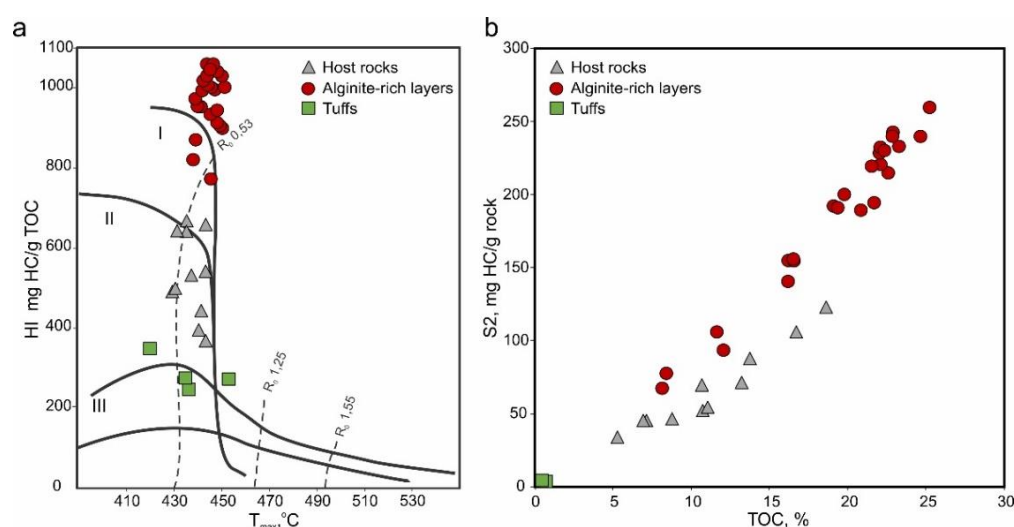 a
1100
1000
800
600
400
200
0
HI mg HC/g TOC
410
430
450
470
490
510
530
Tmax,°C
I
II
III
R₀ 0,53
R₀ 1,25
R₀ 1,55
Host rocks
Alginite-rich layers
Tuffs
b
300
250
200
150
100
50
0
S2, mg HC/g rock
0
5
10
15
20
25
30
TOC, %
Host rocks
Alginite-rich layers
Tuffs